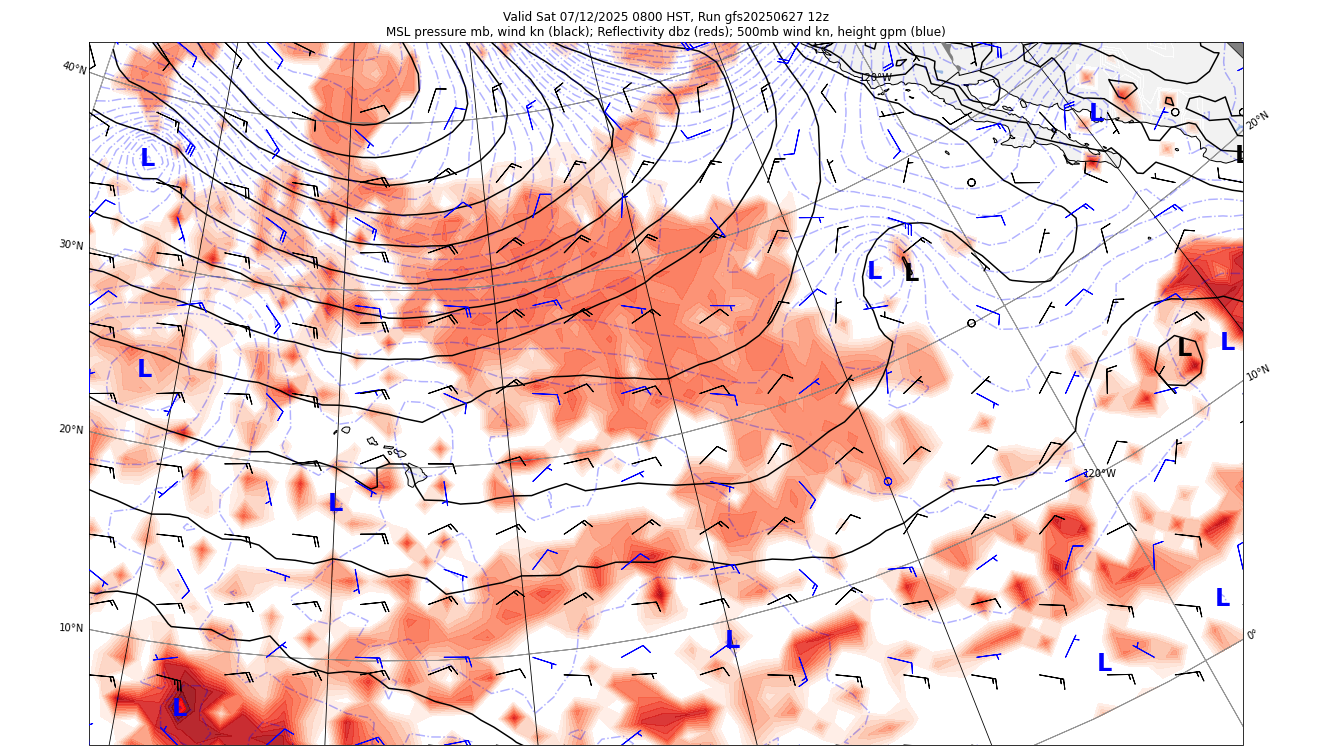 Valid Sat 07/12/2025 0800 HST, Run gfs20250627 12z
MSL pressure mb, wind kn (black); Reflectivity dbz (reds); 500mb wind kn, height gpm (blue)
40°N
120°W
20°N
L
L
L
30°N
L
L
L
L
L
10°N
20°N
120°W
L
L
10°N
0°
L
L
L